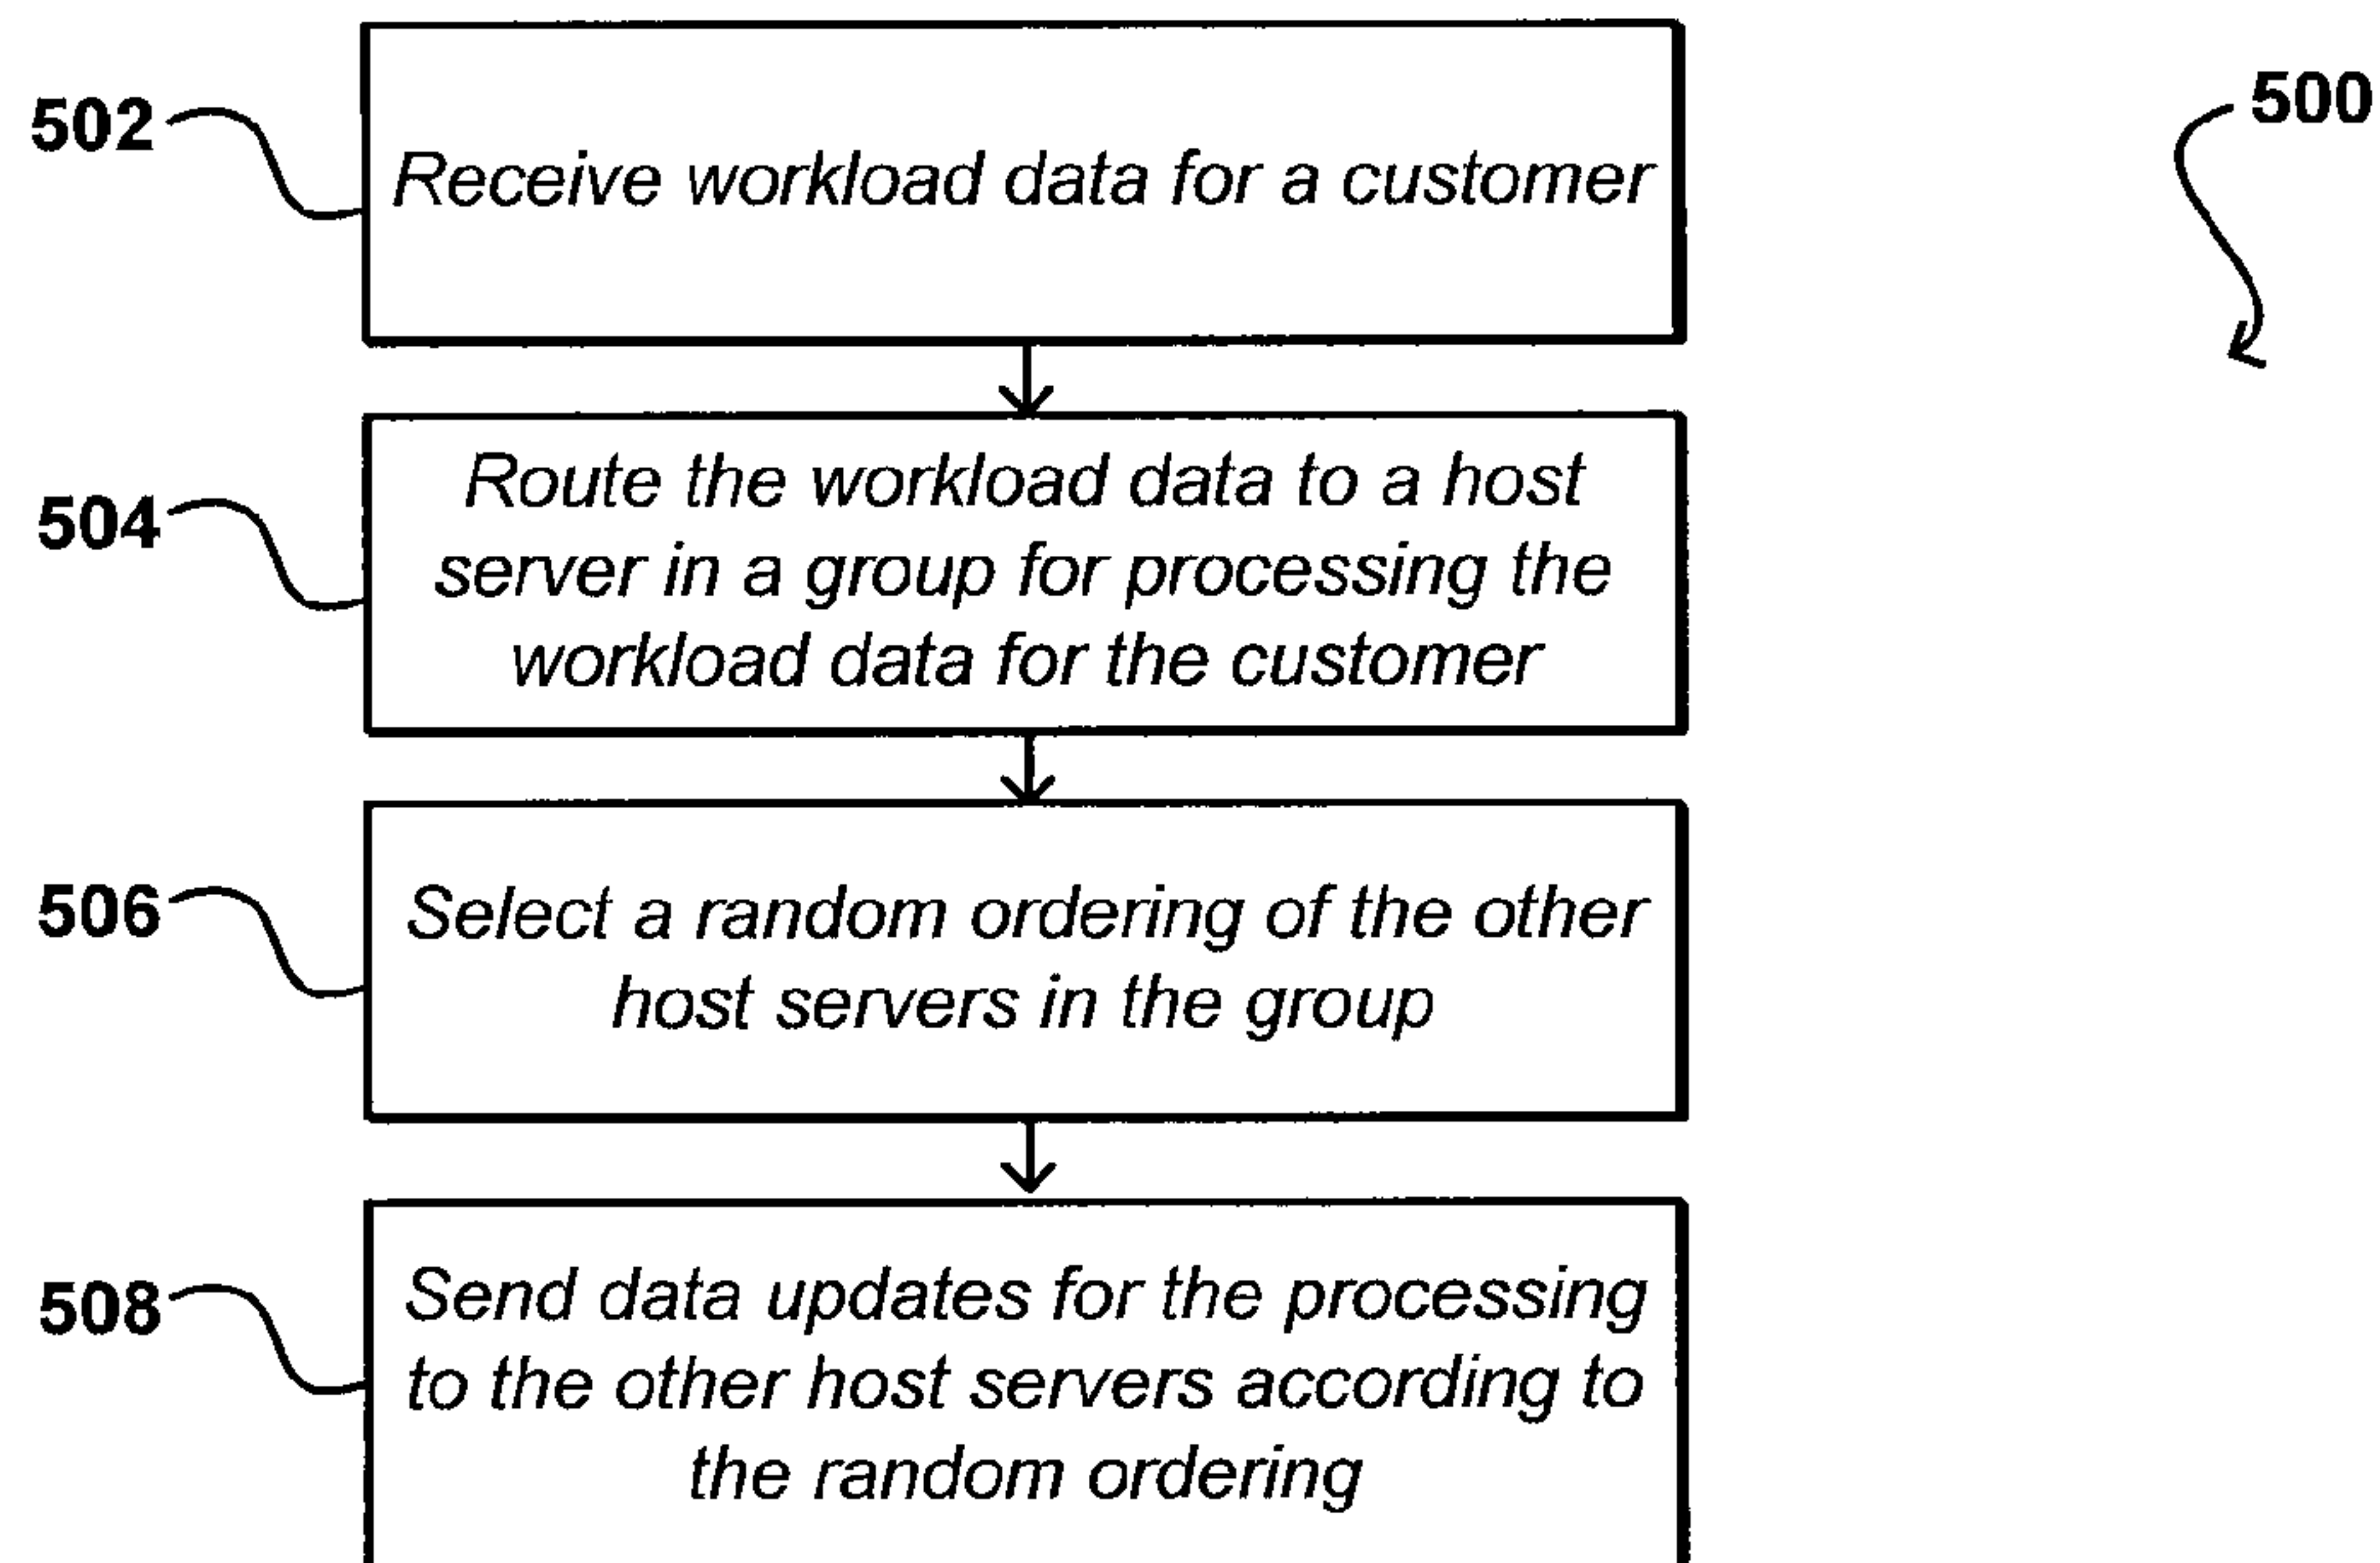 500
502
Receive workload data for a customer
504
Route the workload data to a host
server in a group for processing the
workload data for the customer
506
Select a random ordering of the other
host servers in the group
508
Send data updates for the processing
to the other host servers according to
the random ordering